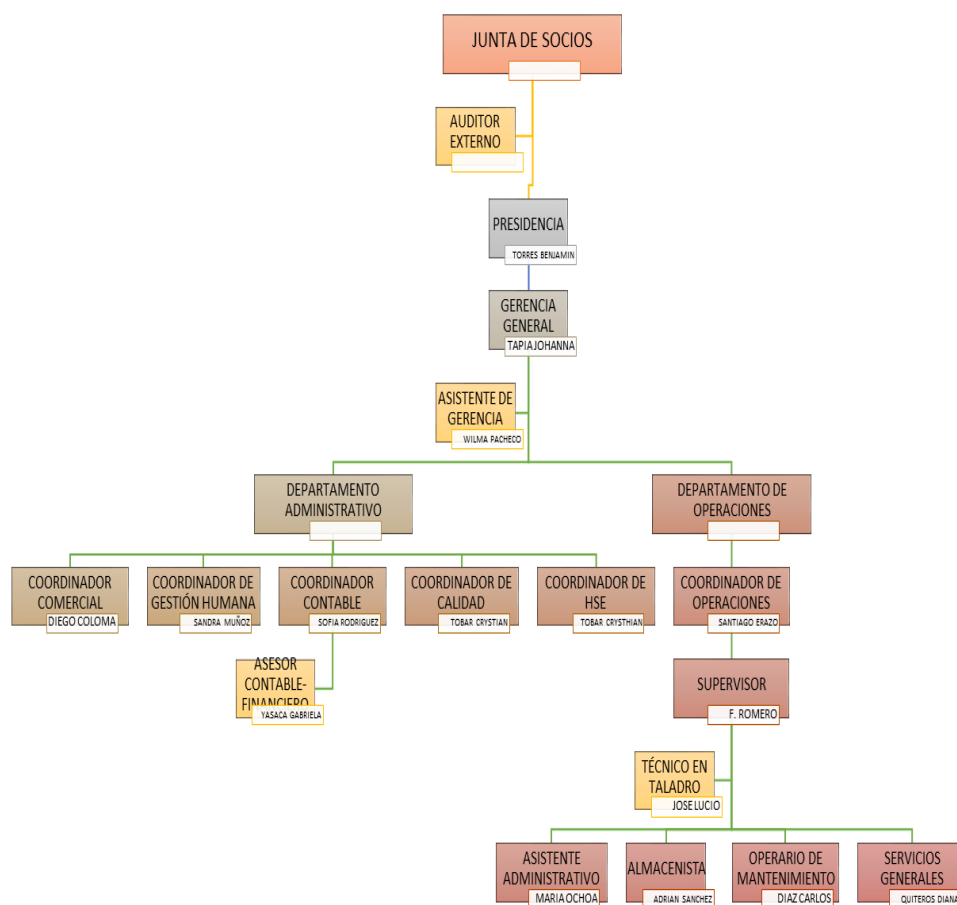 JUNTA DE SOCIOS
AUDITOR
EXTERNO
PRESIDENCIA
TORRES BENJAMIN
GERENCIA
GENERAL
TAPIA JOHANNA
ASISTENTE DE
GERENCIA
WILMA PACHECO
DEPARTAMENTO
ADMINISTRATIVO
DEPARTAMENTO DE
OPERACIONES
COORDINADOR
COMERCIAL
DIEGO COLOMA
COORDINADOR DE
GESTIÓN HUMANA
SANDRA MUÑOZ
COORDINADOR
CONTABLE
SOFIA RODRIGUEZ
COORDINADOR DE
CALIDAD
TOBAR CRYSTIAN
COORDINADOR DE
HSE
TOBAR CRYSTHIAN
COORDINADOR DE
OPERACIONES
SANTIAGO ERAZO
ASESOR
CONTABLE-
FINANCIERO
YASACA GABRIELA
SUPERVISOR
F. ROMERO
TÉCNICO EN
TALADRO
JOSE LUCIO
ASISTENTE
ADMINISTRATIVO
MARIA OCHOA
ALMACENISTA
ADRIAN SANCHEZ
OPERARIO DE
MANTENIMIENTO
DIAZ CARLOS
SERVICIOS
GENERALES
QUITEROS DIANA